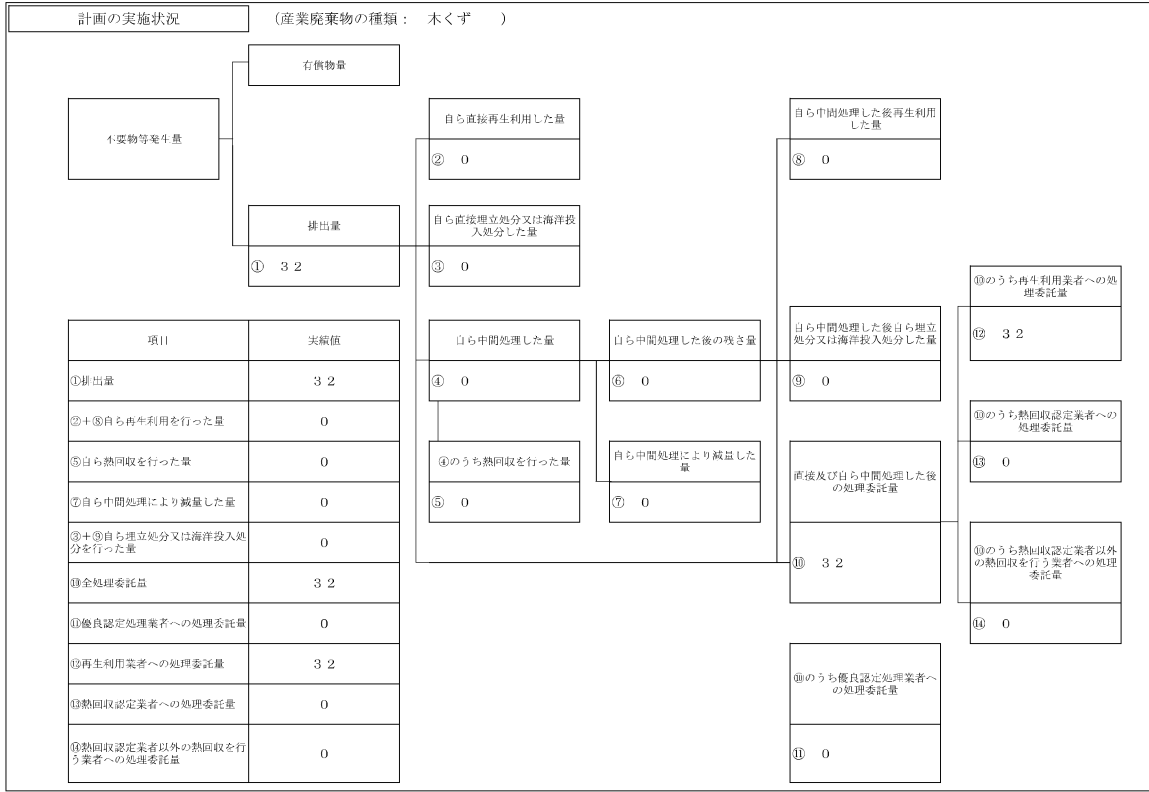 計画の実施状況
（産業廃棄物の種類： 木くず ）
有償物量
不要物等発生量
排出量
① ３２
自ら直接再生利用した量
② ０
自ら直接埋立処分又は海洋投
入処分した量
③ ０
自ら中間処理した量
④ ０
④のうち熱回収を行った量
⑤ ０
自ら中間処理した後の残さ量
⑥ ０
自ら中間処理により減量した
量
⑦ ０
自ら中間処理した後再生利用
した量
⑧ ０
自ら中間処理した後自ら埋立
処分又は海洋投入処分した量
⑨ ０
直接及び自ら中間処理した後
の処理委託量
⑩ ３２
⑩のうち優良認定処理業者へ
の処理委託量
⑪ ０
⑩のうち再生利用業者への処
理委託量
⑫ ３２
⑩のうち熱回収認定業者への
処理委託量
⑬ ０
⑩のうち熱回収認定業者以外
の熱回収を行う業者への処理
委託量
⑭ ０
項目 実績値
①排出量 ３２
②＋⑧自ら再生利用を行った量 ０
⑤自ら熱回収を行った量 ０
⑦自ら中間処理により減量した量 ０
③＋⑨自ら埋立処分又は海洋投入処
分を行った量 ０
⑩全処理委託量 ３２
⑪優良認定処理業者への処理委託量 ０
⑫再生利用業者への処理委託量 ３２
⑬熱回収認定業者への処理委託量 ０
⑭熱回収認定業者以外の熱回収を行
う業者への処理委託量 ０